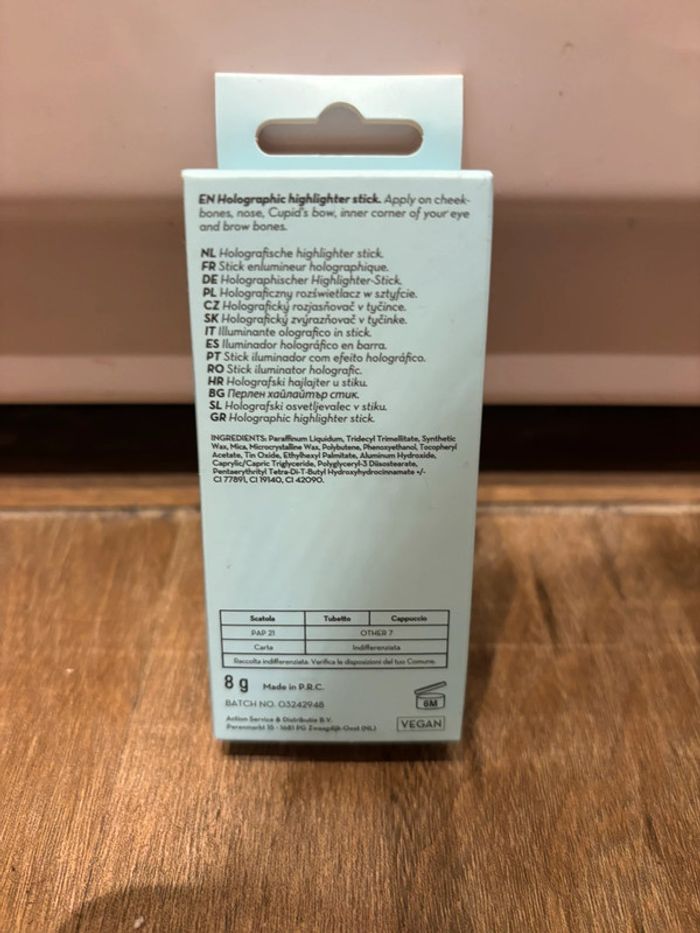 EN Holographic highlighter stick. Apply on cheek-
bones, nose, Cupid's bow, inner corner of your eye
and brow bones.
NL Holografische highlighter stick.
FR Stick enlumineur holographique.
DE Holographischer Highlighter-Stick.
PL Holograficzny rozświetlacz w sztyfcie.
CZ Holografický rozjasňovač v tyčince.
SK Holografický zvýrazňovač v tyčinke.
IT Illuminante olografico in stick.
ES Iluminador holográfico en barra.
PT Stick iluminador com efeito holográfico.
RO Stick iluminator holografic.
HR Holografski hajlajter u stiku.
BG Перлен хайлайтър стик.
SL Holografski osvetljevalec v stiku.
GR Holographic highlighter stick.
INGREDIENTS: Paraffinum Liquidum, Tridecyl Trimellitate, Synthetic
Wax, Mica, Microcrystalline Wax, Polybutene, Phenoxyethanol, Tocopheryl
Acetate, Tin Oxide, Ethylhexyl Palmitate, Aluminum Hydroxide,
Caprylic/Capric Triglyceride, Polyglyceryl-3 Diisostearate,
Pentaerythrityl Tetra-Di-T-Butyl Hydroxyhydrocinnamate +/-
CI 77891, CI 19140, CI 42090.
Scatola Tubetto Cappuccio
PAP 21 OTHER 7
Carta Indifferenziata
Raccolta indifferenziata. Verifica le disposizioni del tuo Comune.
8 g Made in P.R.C.
BATCH NO. 03242948
6M
Action Service & Distributie B.V.
Perenmarkt 15 - 1681 PG Zwaagdijk-Oost (NL)
VEGAN